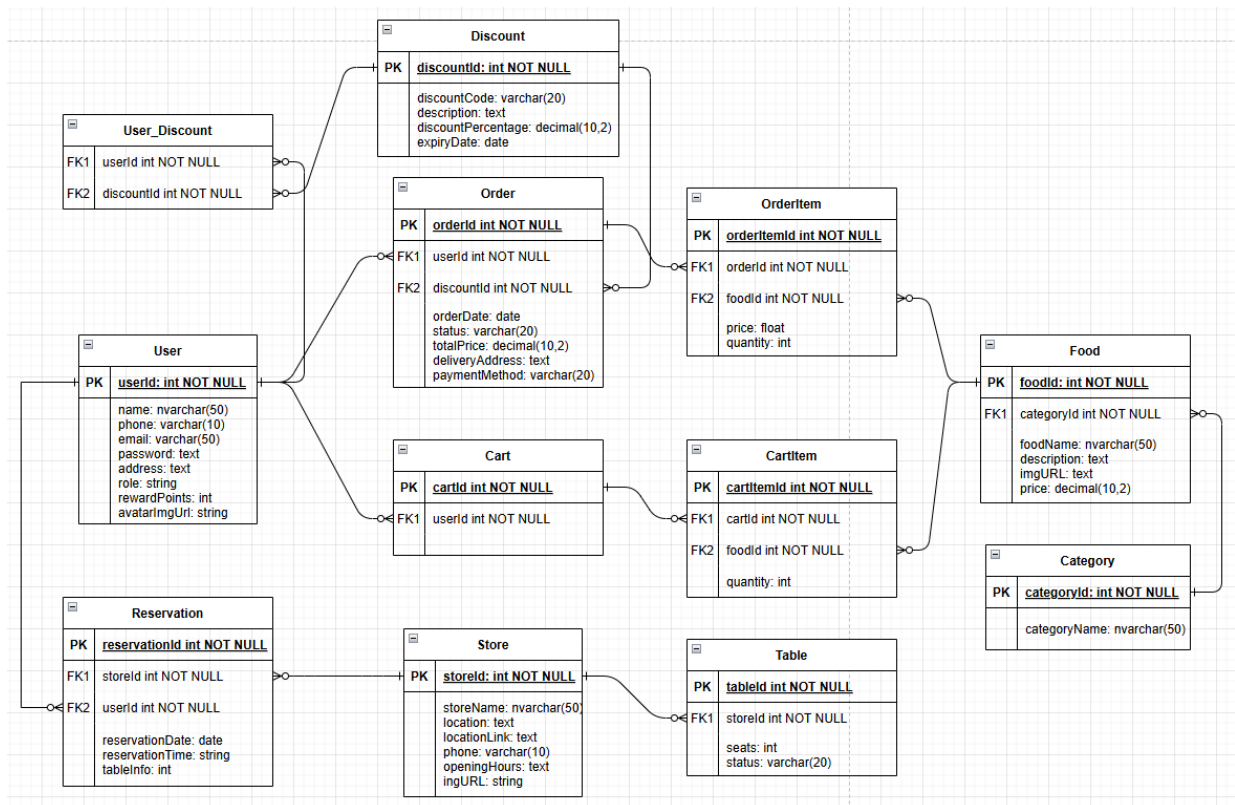 Discount
PK discountId: int NOT NULL
discountCode: varchar(20)
description: text
discountPercentage: decimal(10,2)
expiryDate: date
User_Discount
FK1 userId int NOT NULL
FK2 discountId int NOT NULL
Order
PK orderId int NOT NULL
FK1 userId int NOT NULL
FK2 discountId int NOT NULL
orderDate: date
status: varchar(20)
totalPrice: decimal(10,2)
deliveryAddress: text
paymentMethod: varchar(20)
OrderItem
PK orderItemId int NOT NULL
FK1 orderId int NOT NULL
FK2 foodId int NOT NULL
price: float
quantity: int
User
PK userId: int NOT NULL
name: nvarchar(50)
phone: varchar(10)
email: varchar(50)
password: text
address: text
role: string
rewardPoints: int
avatarImgUrl: string
Food
PK foodId: int NOT NULL
FK1 categoryId int NOT NULL
foodName: nvarchar(50)
description: text
imgURL: text
price: decimal(10,2)
Cart
PK cartId int NOT NULL
FK1 userId int NOT NULL
CartItem
PK cartItemId int NOT NULL
FK1 cartId int NOT NULL
FK2 foodId int NOT NULL
quantity: int
Category
PK categoryId: int NOT NULL
categoryName: nvarchar(50)
Reservation
PK reservationId int NOT NULL
FK1 storeId int NOT NULL
FK2 userId int NOT NULL
reservationDate: date
reservationTime: string
tableInfo: int
Store
PK storeId: int NOT NULL
storeName: nvarchar(50)
location: text
locationLink: text
phone: varchar(10)
openingHours: text
ingURL: string
Table
PK tableId int NOT NULL
FK1 storeId int NOT NULL
seats: int
status: varchar(20)